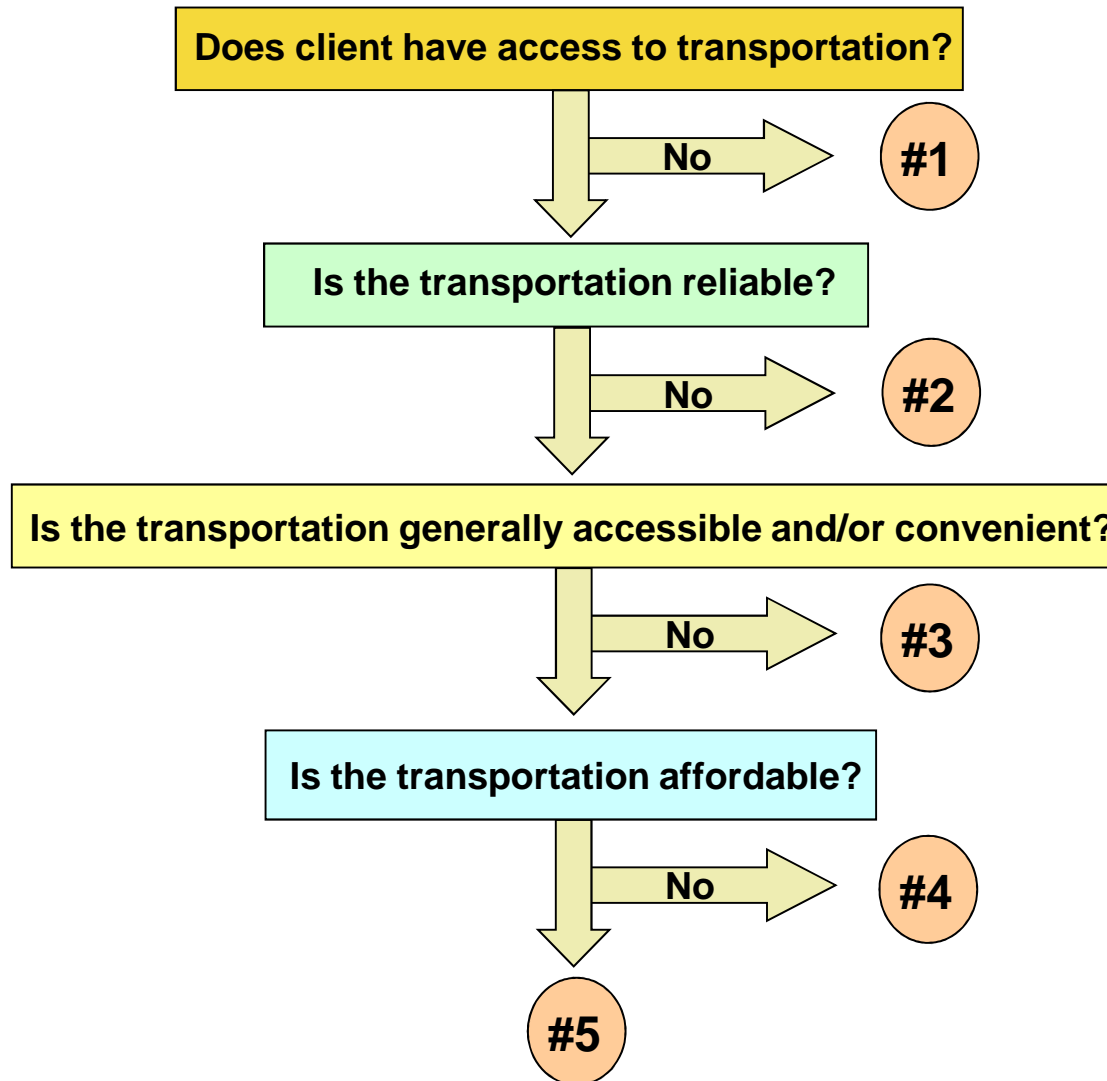 Does client have access to transportation?
No
#1
Is the transportation reliable?
No
#2
Is the transportation generally accessible and/or convenient?
No
#3
Is the transportation affordable?
No
#4
#5